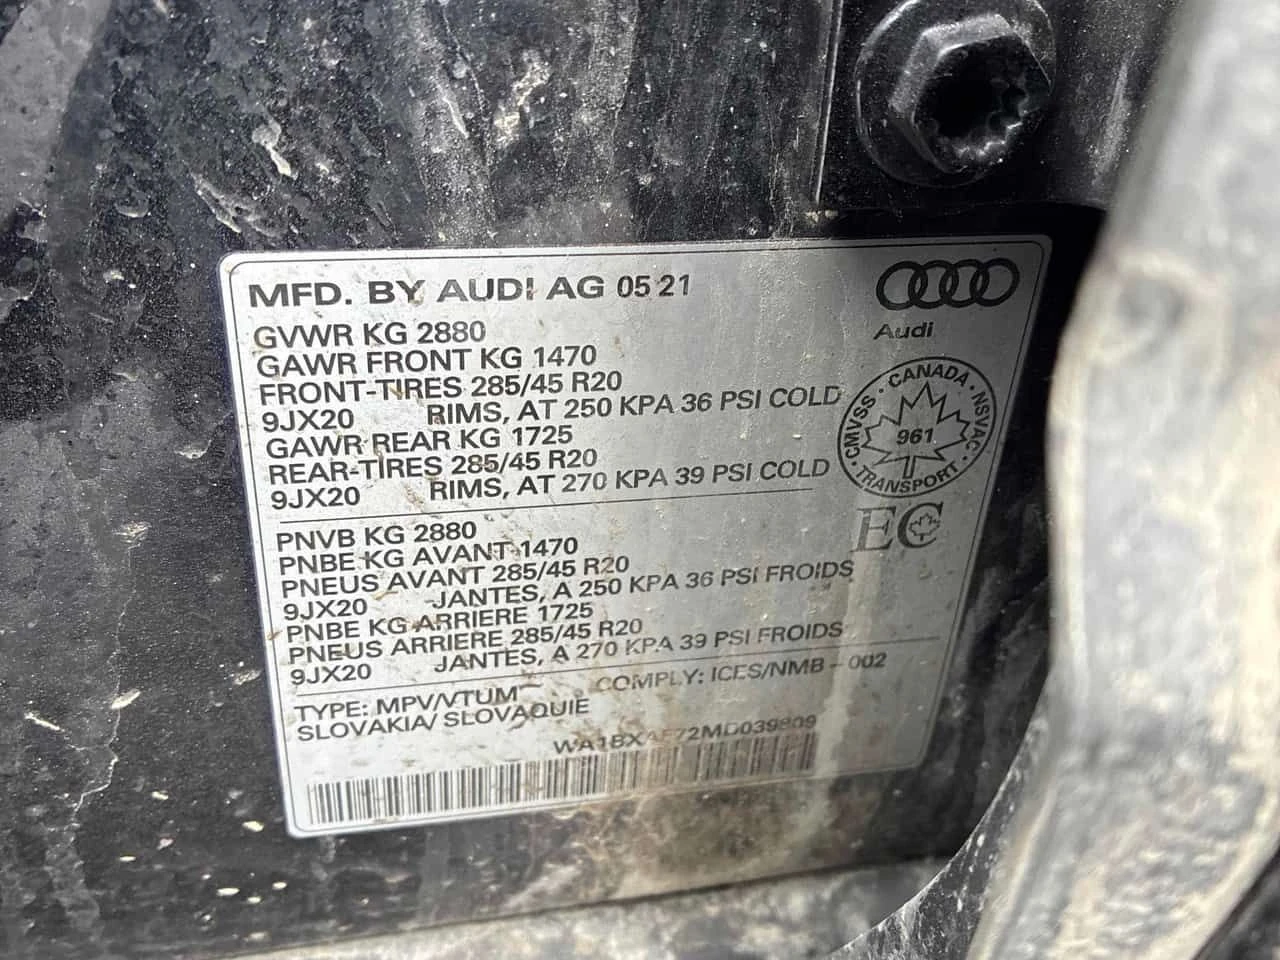 MFD. BY AUDI AG 05 21
Audi
GVWR KG 2880
GAWR FRONT KG 1470
FRONT-TIRES 285/45 R20
9JX20 RIMS, AT 250 KPA 36 PSI COLD
GAWR REAR KG 1725
REAR-TIRES 285/45 R20
9JX20 RIMS, AT 270 KPA 39 PSI COLD
CANADA · NSVAC · TRANSPORT · CMVSS ·
961
PNVB KG 2880
PNBE KG AVANT 1470
PNEUS AVANT 285/45 R20
9JX20 JANTES, A 250 KPA 36 PSI FROIDS
PNBE KG ARRIERE 1725
PNEUS ARRIERE 285/45 R20
9JX20 JANTES, A 270 KPA 39 PSI FROIDS
EC
TYPE: MPV/VTUM COMPLY: ICES/NMB - 002
SLOVAKIA/ SLOVAQUIE